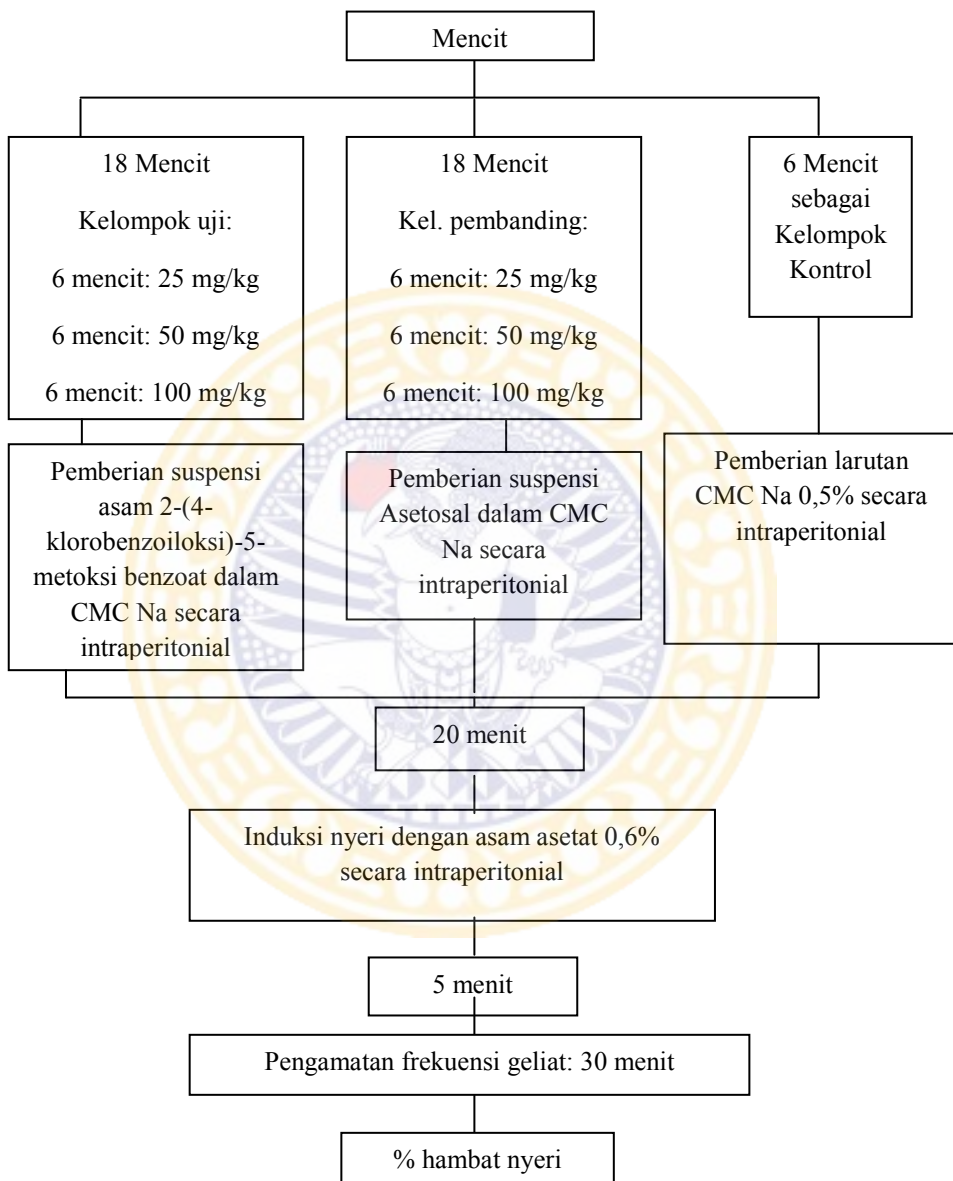 Mencit
18 Mencit
Kelompok uji:
6 mencit: 25 mg/kg
6 mencit: 50 mg/kg
6 mencit: 100 mg/kg
18 Mencit
Kel. pembanding:
6 mencit: 25 mg/kg
6 mencit: 50 mg/kg
6 mencit: 100 mg/kg
6 Mencit
sebagai
Kelompok
Kontrol
Pemberian suspensi
asam 2-(4-
klorobenzoiloksi)-5-
metoksi benzoat dalam
CMC Na secara
intraperitonial
Pemberian suspensi
Asetosal dalam CMC
Na secara
intraperitonial
Pemberian larutan
CMC Na 0,5% secara
intraperitonial
20 menit
Induksi nyeri dengan asam asetat 0,6%
secara intraperitonial
5 menit
Pengamatan frekuensi geliat: 30 menit
% hambat nyeri